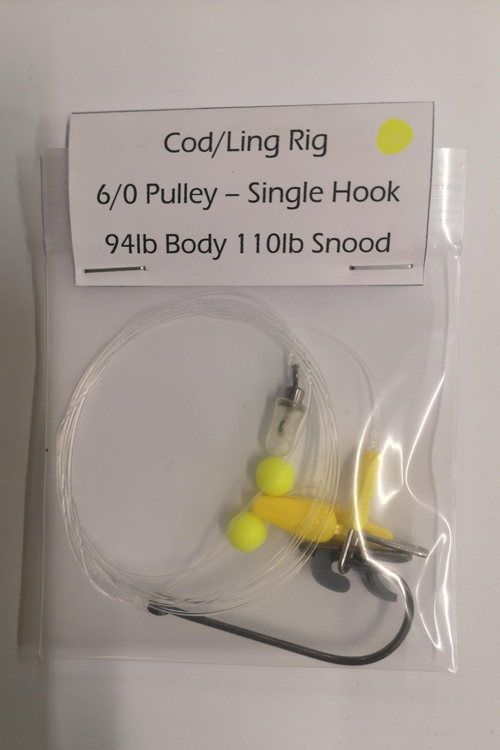 Cod/Ling Rig
6/0 Pulley – Single Hook
94lb Body 110lb Snood